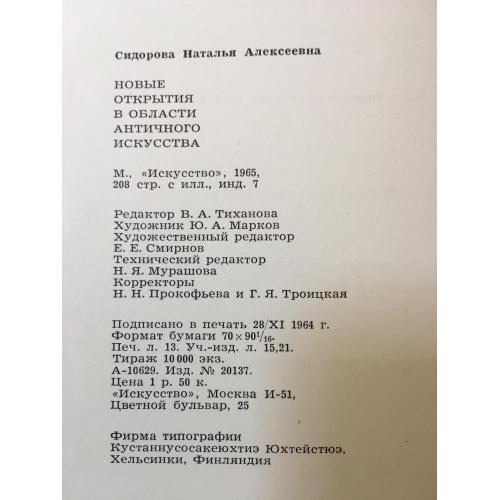 Сидорова Наталья Алексеевна
НОВЫЕ
ОТКРЫТИЯ
В ОБЛАСТИ
АНТИЧНОГО
ИСКУССТВА
М., «Искусство», 1965,
208 стр. с илл., инд. 7
Редактор В. А. Тиханова
Художник Ю. А. Марков
Художественный редактор
Е. Е. Смирнов
Технический редактор
Н. Я. Мурашова
Корректоры
Н. Н. Прокофьева и Г. Я. Троицкая
Подписано в печать 28/XI 1964 г.
Формат бумаги 70×90¹/₁₆.
Печ. л. 13. Уч.-изд. л. 15,21.
Тираж 10 000 экз.
А-10629. Изд. № 20137.
Цена 1 р. 50 к.
«Искусство», Москва И-51,
Цветной бульвар, 25
Фирма типографии
Кустаннусосакеюхтиэ Юхтейстюэ,
Хельсинки, Финляндия